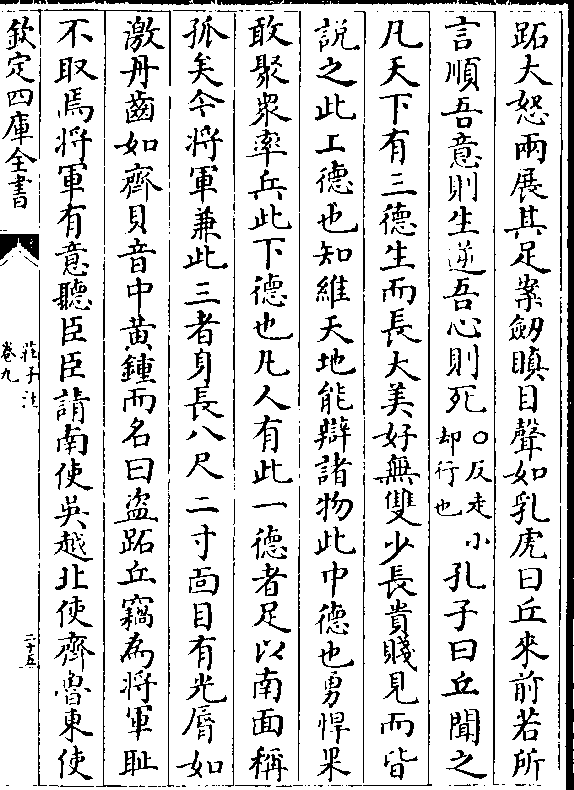 跖大怒兩展其足案劒瞋目聲如乳虎曰丘來前若所
言順吾意則生逆吾心則死○反走小却行也孔子曰丘聞之
凡天下有三德生而長大美好無雙少長貴賤見而皆
說之此上德也知維天地能辯諸物此中德也勇悍果
敢聚衆率兵此下德也凡人有此一德者足以南面稱
孤矣今將軍兼此三者身長八尺二寸面目有光脣如
激丹齒如齊貝音中黃鍾而名曰盜跖丘竊為將軍恥
不取焉將軍有意聽臣臣請南使吳越北使齊魯東使
欽定四庫全書
莊子注
卷九
二十五